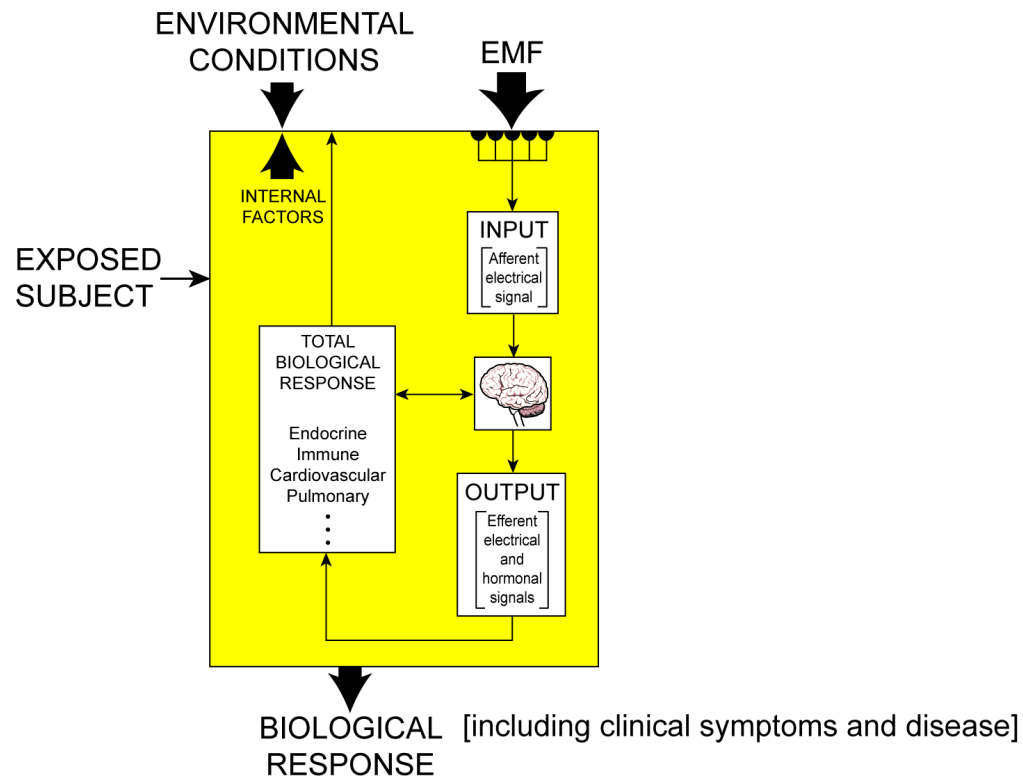 ENVIRONMENTAL
CONDITIONS
EMF
INTERNAL
FACTORS
EXPOSED
SUBJECT
INPUT
Afferent
electrical
signal
TOTAL
BIOLOGICAL
RESPONSE
Endocrine
Immune
Cardiovascular
Pulmonary
OUTPUT
Efferent
electrical
and
hormonal
signals
BIOLOGICAL
RESPONSE
[including clinical symptoms and disease]